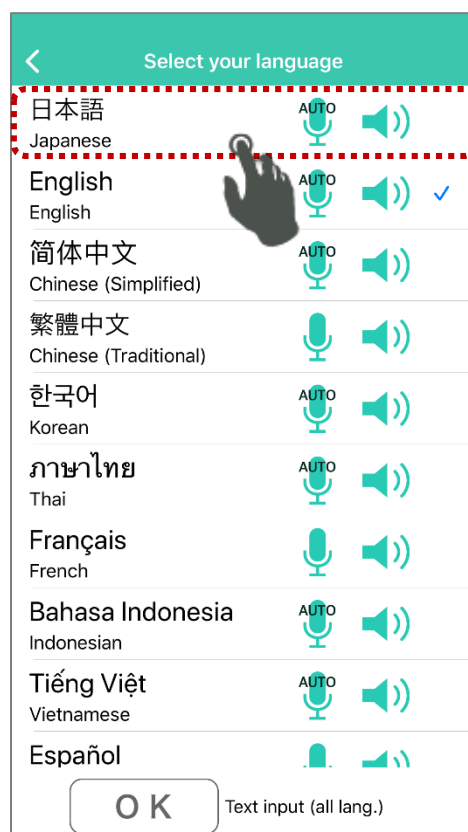 Select your language
日本語
AUTO
Japanese
English
AUTO
English
简体中文
AUTO
Chinese (Simplified)
繁體中文
Chinese (Traditional)
한국어
AUTO
Korean
ภาษาไทย
AUTO
Thai
Français
French
Bahasa Indonesia
AUTO
Indonesian
Tiếng Việt
AUTO
Vietnamese
Español
OK
Text input (all lang.)